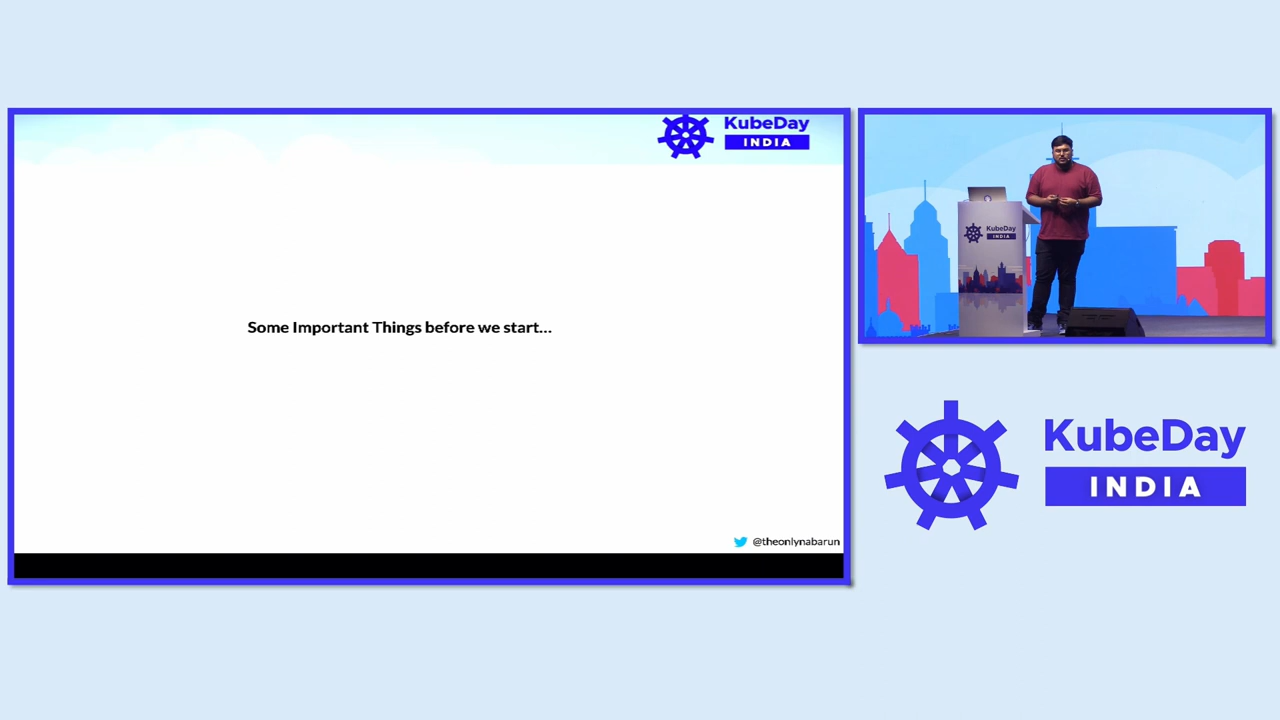 KubeDay
INDIA
Some Important Things before we start...
@theonlynabarun
KubeDay
INDIA
KubeDay
INDIA